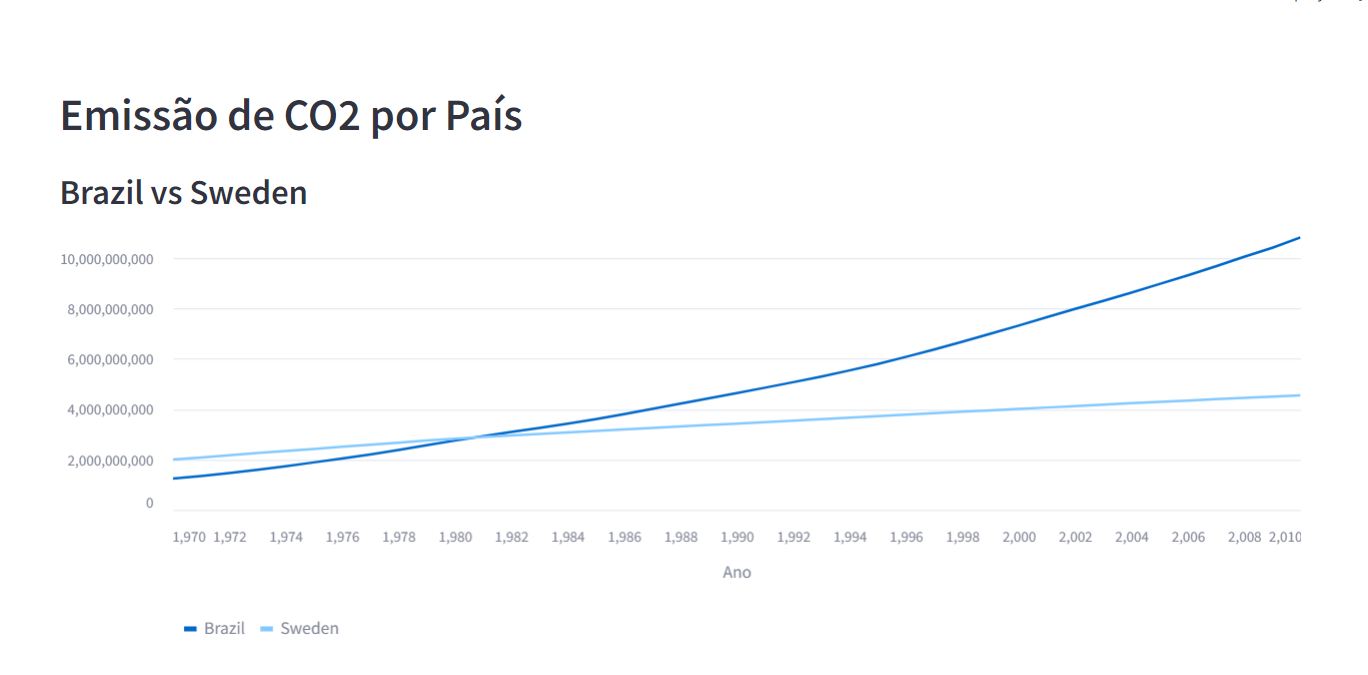 Emissão de CO2 por País
Brazil vs Sweden
10,000,000,000
8,000,000,000
6,000,000,000
4,000,000,000
2,000,000,000
0
1,970 1,972 1,974 1,976 1,978 1,980 1,982 1,984 1,986 1,988 1,990 1,992 1,994 1,996 1,998 2,000 2,002 2,004 2,006 2,008 2,010
Ano
Brazil Sweden